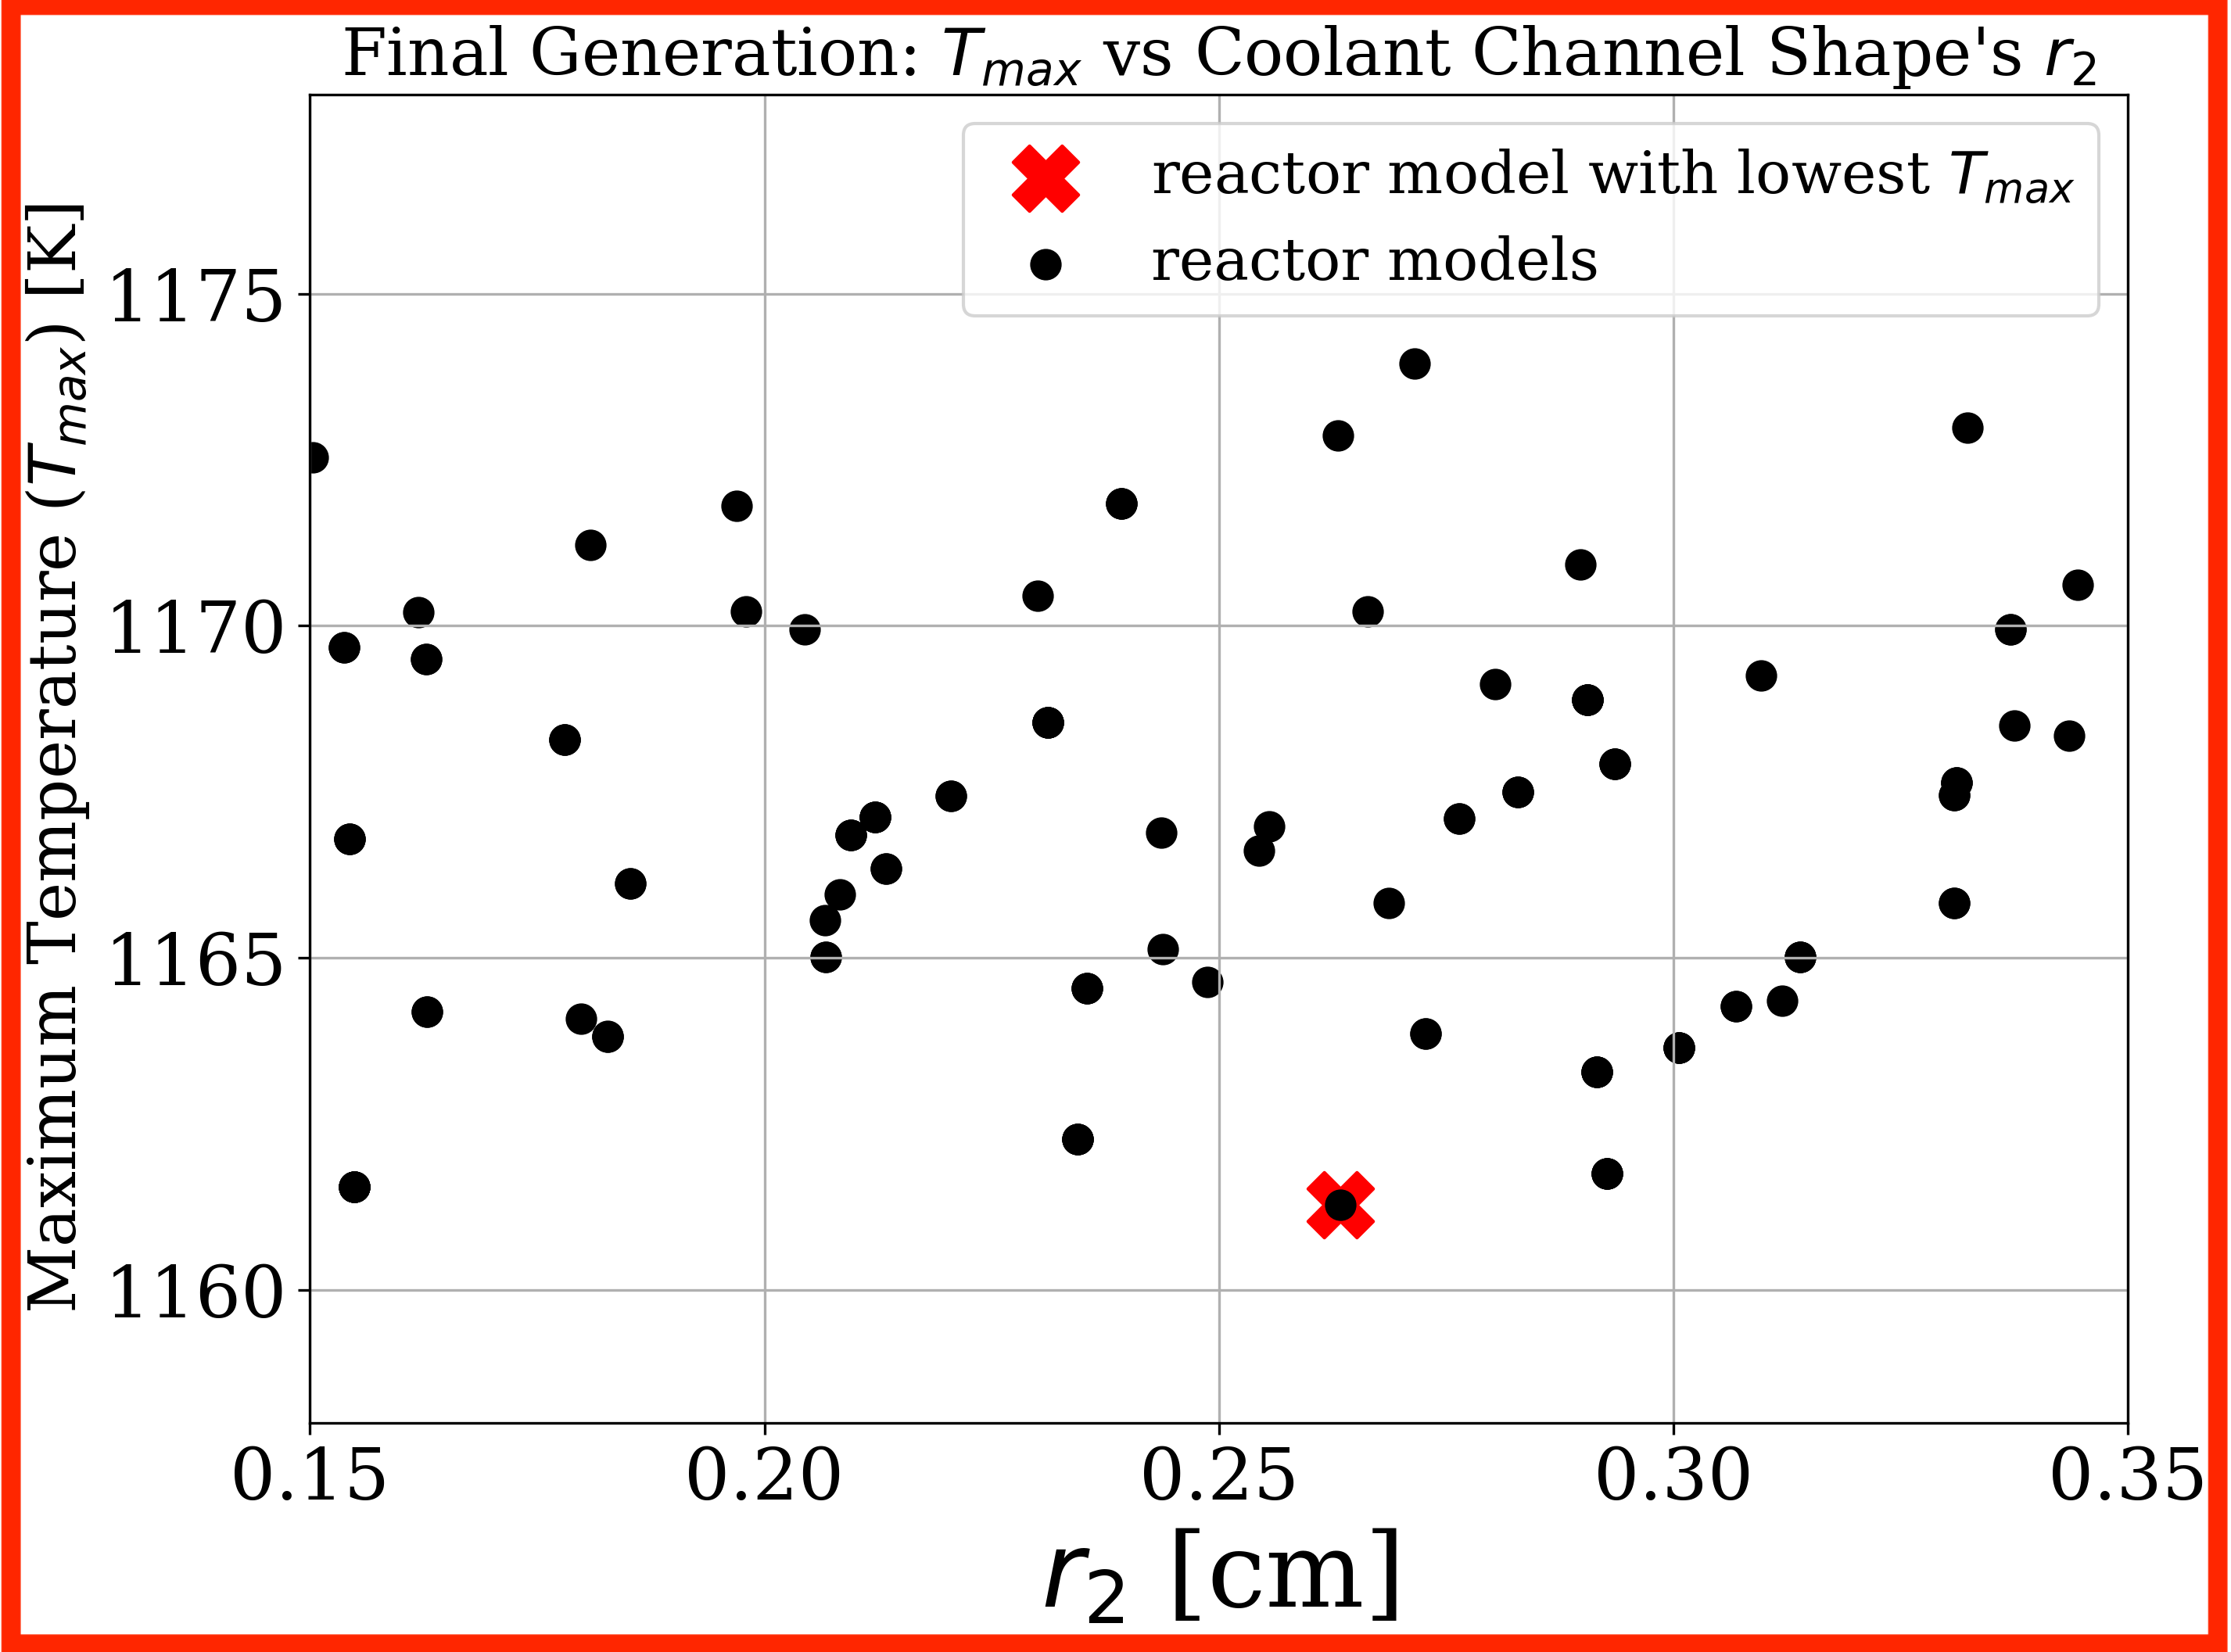 Final Generation: T_max vs Coolant Channel Shape's r_2
reactor model with lowest T_max
reactor models
Maximum Temperature (T_max) [K]
1175
1170
1165
1160
0.15 0.20 0.25 0.30 0.35
r_2 [cm]